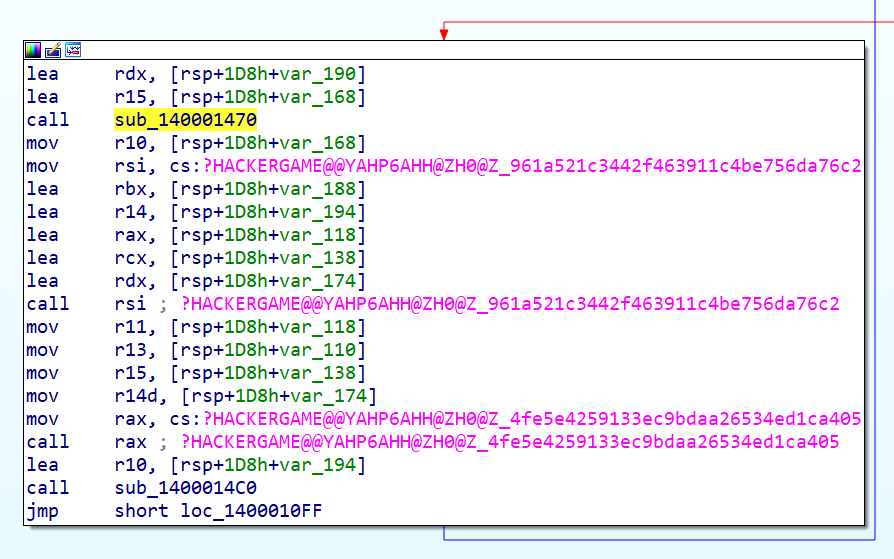 lea     rdx, [rsp+1D8h+var_190]
lea     r15, [rsp+1D8h+var_168]
call    sub_140001470
mov     r10, [rsp+1D8h+var_168]
mov     rsi, cs:?HACKERGAME@@YAHP6AHH@ZH0@Z_961a521c3442f463911c4be756da76c2
lea     rbx, [rsp+1D8h+var_188]
lea     r14, [rsp+1D8h+var_194]
lea     rax, [rsp+1D8h+var_118]
lea     rcx, [rsp+1D8h+var_138]
lea     rdx, [rsp+1D8h+var_174]
call    rsi ; ?HACKERGAME@@YAHP6AHH@ZH0@Z_961a521c3442f463911c4be756da76c2
mov     r11, [rsp+1D8h+var_118]
mov     r13, [rsp+1D8h+var_110]
mov     r15, [rsp+1D8h+var_138]
mov     r14d, [rsp+1D8h+var_174]
mov     rax, cs:?HACKERGAME@@YAHP6AHH@ZH0@Z_4fe5e4259133ec9bdaa26534ed1ca405
call    rax ; ?HACKERGAME@@YAHP6AHH@ZH0@Z_4fe5e4259133ec9bdaa26534ed1ca405
lea     r10, [rsp+1D8h+var_194]
call    sub_1400014C0
jmp     short loc_1400010FF